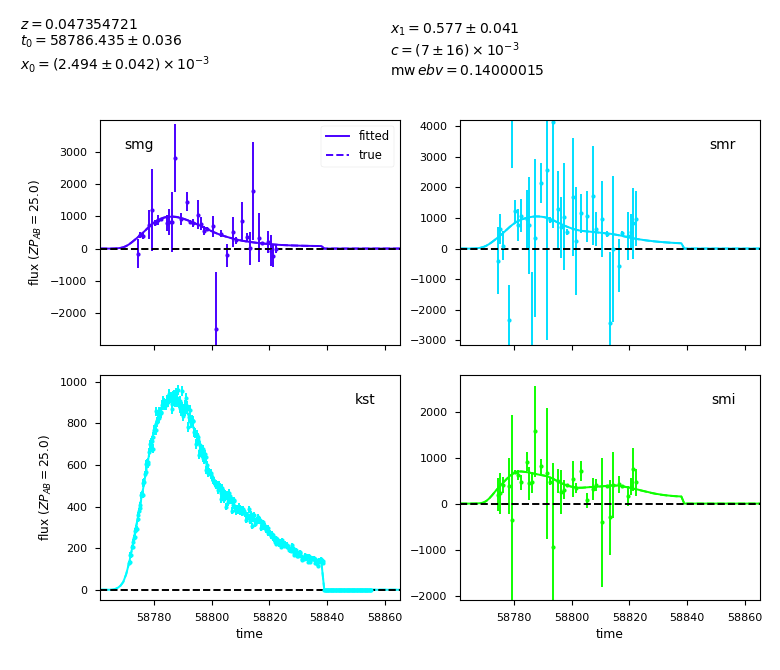 z = 0.047354721
t₀ = 58786.435 ± 0.036
x₀ = (2.494 ± 0.042) × 10⁻³
x₁ = 0.577 ± 0.041
c = (7 ± 16) × 10⁻³
mw ebv = 0.14000015
smg
fitted
true
3000
2000
1000
0
−1000
−2000
flux (ZP_AB = 25.0)
smr
4000
3000
2000
1000
0
−1000
−2000
−3000
kst
1000
800
600
400
200
0
flux (ZP_AB = 25.0)
58780 58800 58820 58840 58860
time
smi
2000
1000
0
−1000
−2000
58780 58800 58820 58840 58860
time